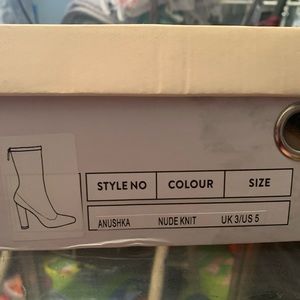 STYLE NO COLOUR SIZE
ANUSHKA NUDE KNIT UK 3/US 5